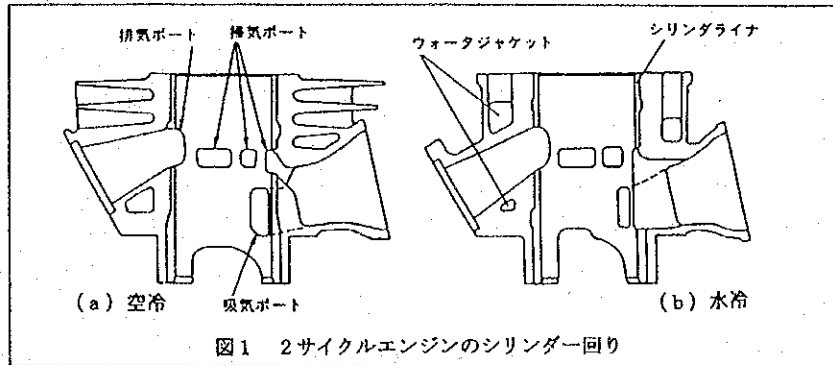 排気ポート
掃気ポート
ウォータジャケット
シリンダライナ
吸気ポート
(a) 空冷
(b) 水冷
図1 2サイクルエンジンのシリンダー回り